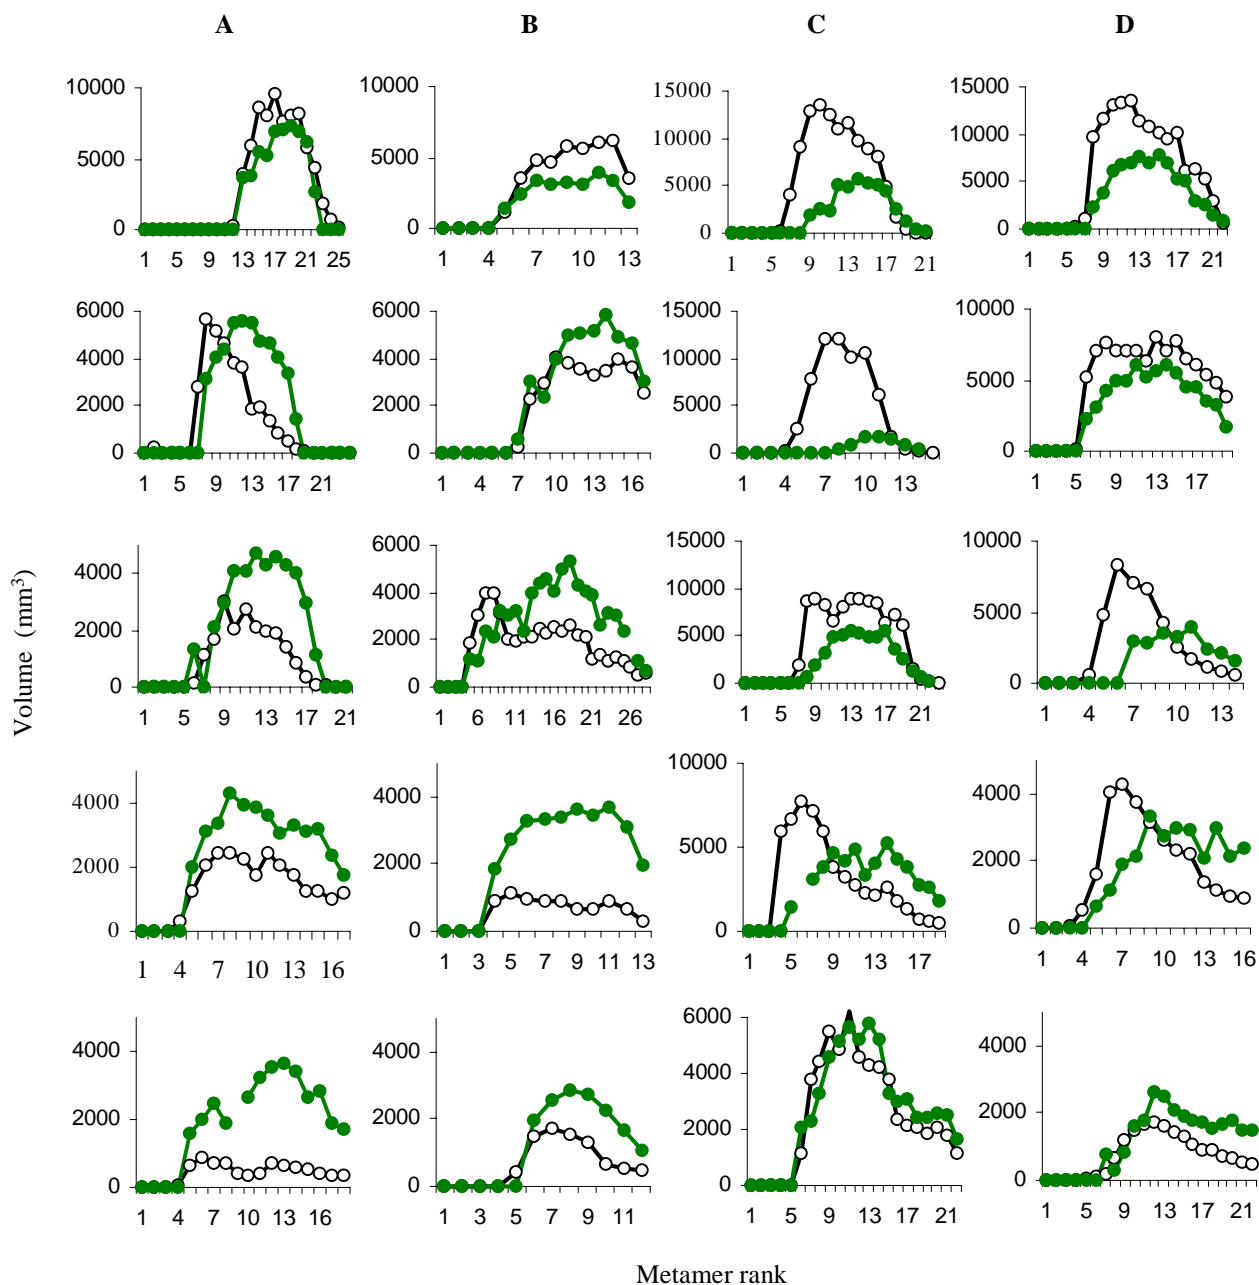 A B C D
10000 10000 15000 15000
5000 5000 10000 10000
0 0 5000 5000
0 0
1 5 9 13 17 21 25 1 4 7 10 13 1 5 9 13 17 21 1 5 9 13 17 21
6000 6000 15000 10000
4000 4000 10000 5000
2000 2000 5000 0
0 0 0
1 5 9 13 17 21 1 4 7 10 13 16 1 4 7 10 13 1 5 9 13 17
4000 6000 15000 10000
2000 4000 10000 5000
0 2000 5000 0
0 0
1 5 9 13 17 21 1 6 11 16 21 26 1 5 9 13 17 21 1 4 7 10 13
4000 4000 10000 4000
2000 2000 5000 2000
0 0 0 0
1 4 7 10 13 16 1 3 5 7 9 11 13 1 5 9 13 17 1 4 7 10 13 16
4000 4000 6000 4000
2000 2000 4000 2000
0 0 2000 0
0
1 4 7 10 13 16 1 3 5 7 9 11 1 5 9 13 17 21 1 5 9 13 17 21
Volume (mm³)
Metamer rank